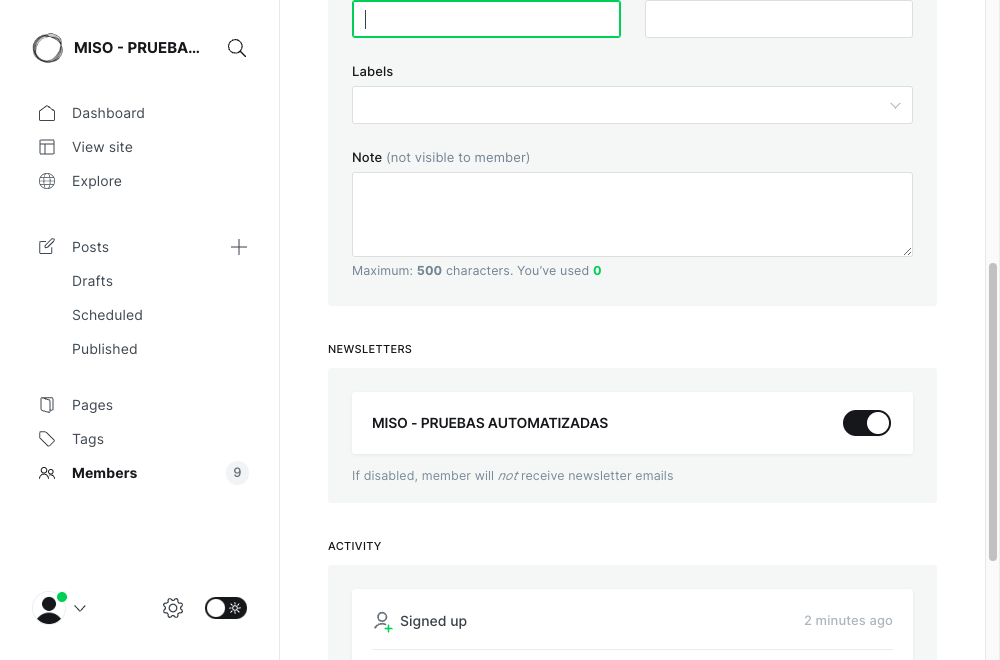 MISO - PRUEBA...
Dashboard
View site
Explore
Posts
Drafts
Scheduled
Published
Pages
Tags
Members 9
Labels
Note (not visible to member)
Maximum: 500 characters. You've used 0
NEWSLETTERS
MISO - PRUEBAS AUTOMATIZADAS
If disabled, member will not receive newsletter emails
ACTIVITY
Signed up 2 minutes ago